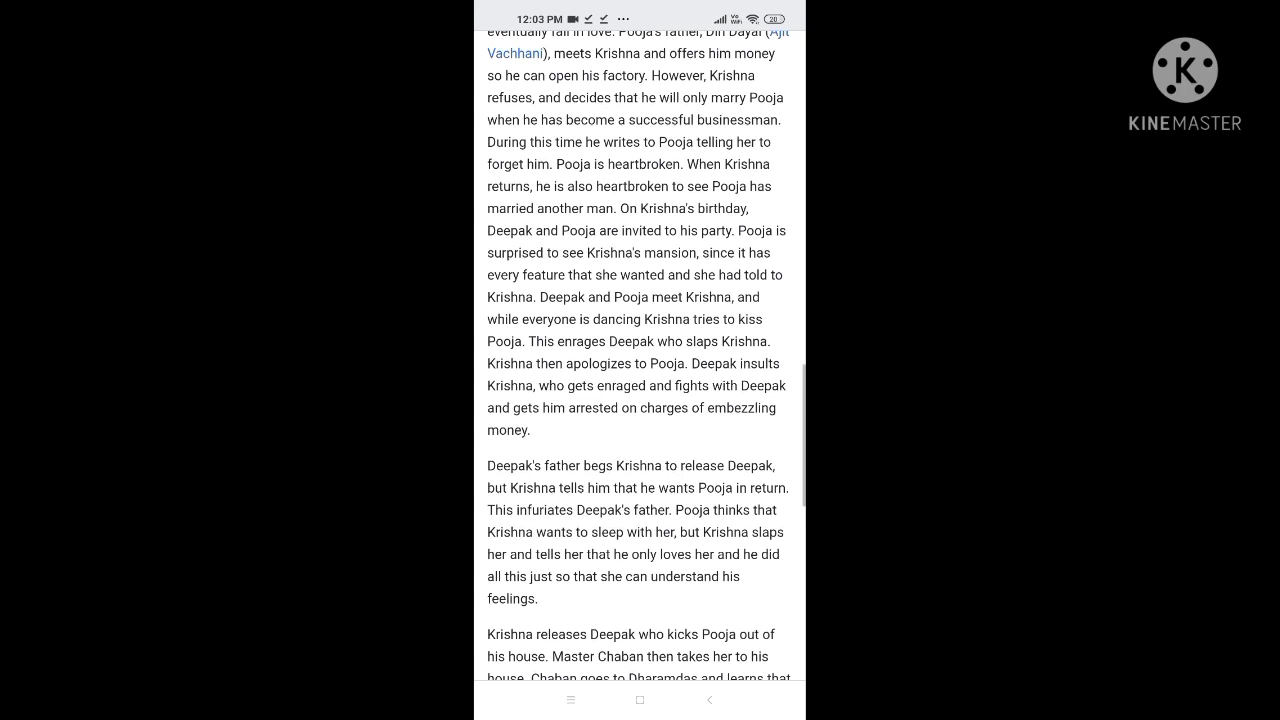 12:03 PM
Vo
WiFi
20
eventually fall in love. Pooja's father, Din Dayal (Ajit
Vachhani), meets Krishna and offers him money
so he can open his factory. However, Krishna
refuses, and decides that he will only marry Pooja
when he has become a successful businessman.
During this time he writes to Pooja telling her to
forget him. Pooja is heartbroken. When Krishna
returns, he is also heartbroken to see Pooja has
married another man. On Krishna's birthday,
Deepak and Pooja are invited to his party. Pooja is
surprised to see Krishna's mansion, since it has
every feature that she wanted and she had told to
Krishna. Deepak and Pooja meet Krishna, and
while everyone is dancing Krishna tries to kiss
Pooja. This enrages Deepak who slaps Krishna.
Krishna then apologizes to Pooja. Deepak insults
Krishna, who gets enraged and fights with Deepak
and gets him arrested on charges of embezzling
money.
Deepak's father begs Krishna to release Deepak,
but Krishna tells him that he wants Pooja in return.
This infuriates Deepak's father. Pooja thinks that
Krishna wants to sleep with her, but Krishna slaps
her and tells her that he only loves her and he did
all this just so that she can understand his
feelings.
Krishna releases Deepak who kicks Pooja out of
his house. Master Chaban then takes her to his
house. Chaban goes to Dharamdas and learns that
K
KINEMASTER